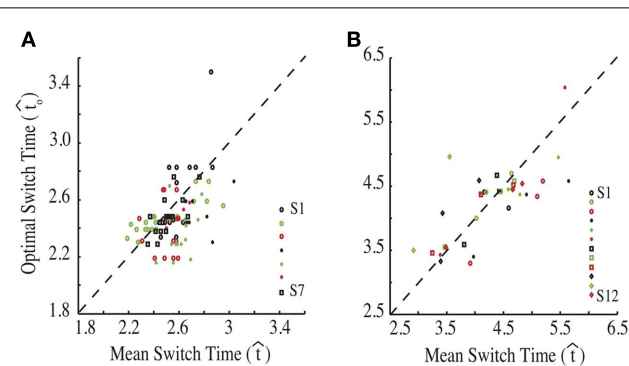 A
Optimal Switch Time (t̂ₒ)
3.4
3.0
2.6
2.2
1.8
S1
S7
1.8 2.2 2.6 3 3.4
Mean Switch Time (t̂)
B
6.5
5.5
4.5
3.5
2.5
S1
S12
2.5 3.5 4.5 5.5 6.5
Mean Switch Time (t̂)